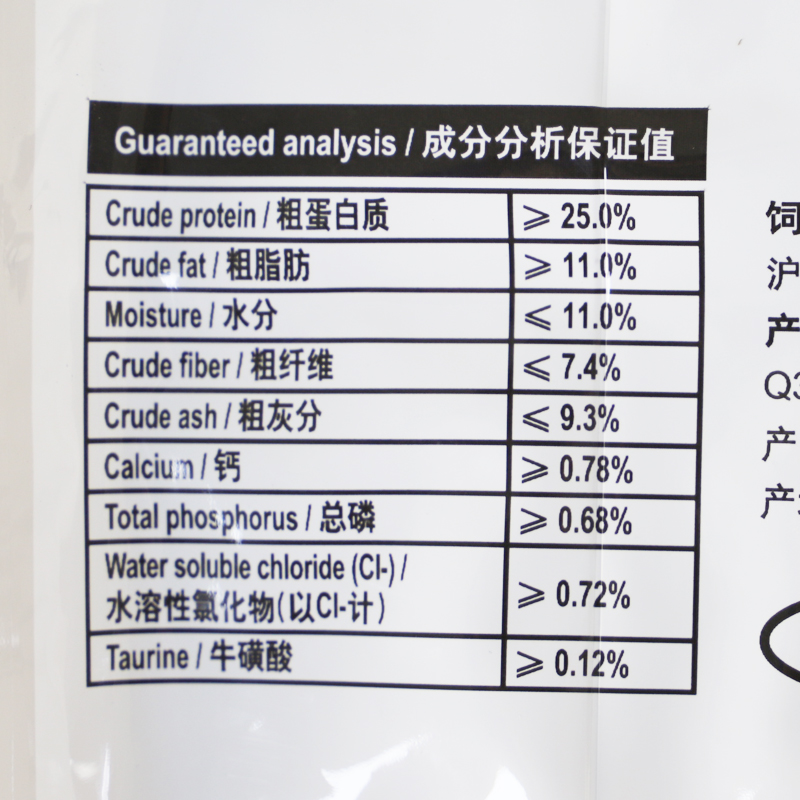 Guaranteed analysis / 成分分析保证值
Crude protein / 粗蛋白质 ⩾ 25.0%
Crude fat / 粗脂肪 ⩾ 11.0%
Moisture / 水分 ⩽ 11.0%
Crude fiber / 粗纤维 ⩽ 7.4%
Crude ash / 粗灰分 ⩽ 9.3%
Calcium / 钙 ⩾ 0.78%
Total phosphorus / 总磷 ⩾ 0.68%
Water soluble chloride (Cl-) /
水溶性氯化物(以Cl-计) ⩾ 0.72%
Taurine / 牛磺酸 ⩾ 0.12%
饲
沪
产
Q3
产
产